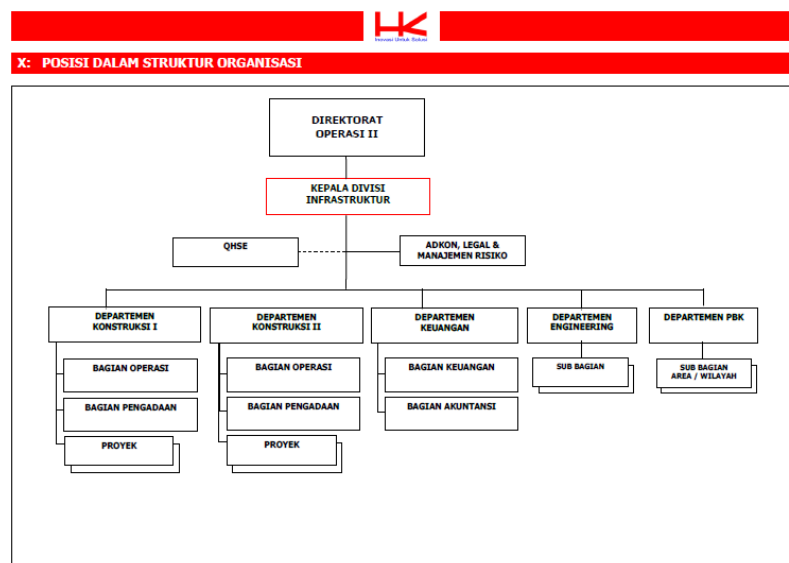 HK
Inovasi Untuk Solusi
X: POSISI DALAM STRUKTUR ORGANISASI
DIREKTORAT
OPERASI II
KEPALA DIVISI
INFRASTRUKTUR
QHSE
ADKON, LEGAL &
MANAJEMEN RISIKO
DEPARTEMEN
KONSTRUKSI I
DEPARTEMEN
KONSTRUKSI II
DEPARTEMEN
KEUANGAN
DEPARTEMEN
ENGINEERING
DEPARTEMEN PBK
BAGIAN OPERASI
BAGIAN OPERASI
BAGIAN KEUANGAN
SUB BAGIAN
SUB BAGIAN
AREA / WILAYAH
BAGIAN PENGADAAN
BAGIAN PENGADAAN
BAGIAN AKUNTANSI
PROYEK
PROYEK